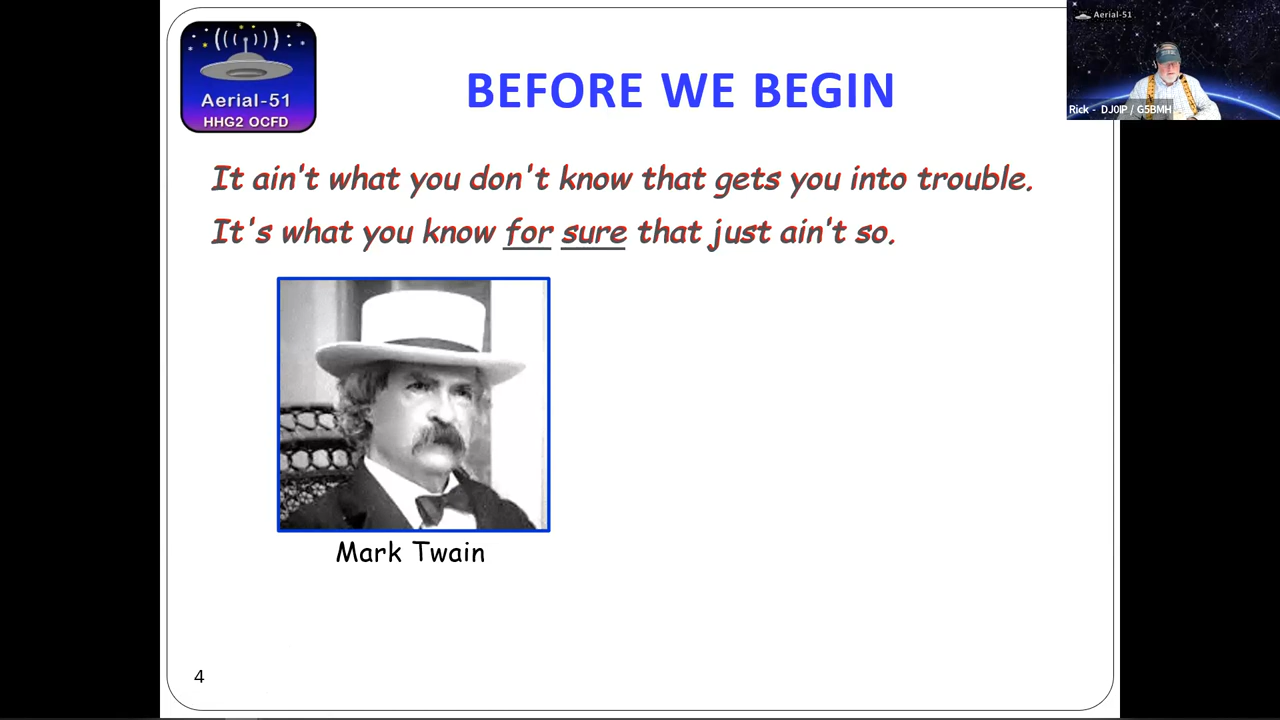 Aerial-51
HHG2 OCFD
BEFORE WE BEGIN
Aerial-51
Rick - DJ0IP / G5BMH
It ain't what you don't know that gets you into trouble.
It's what you know for sure that just ain't so.
Mark Twain
4